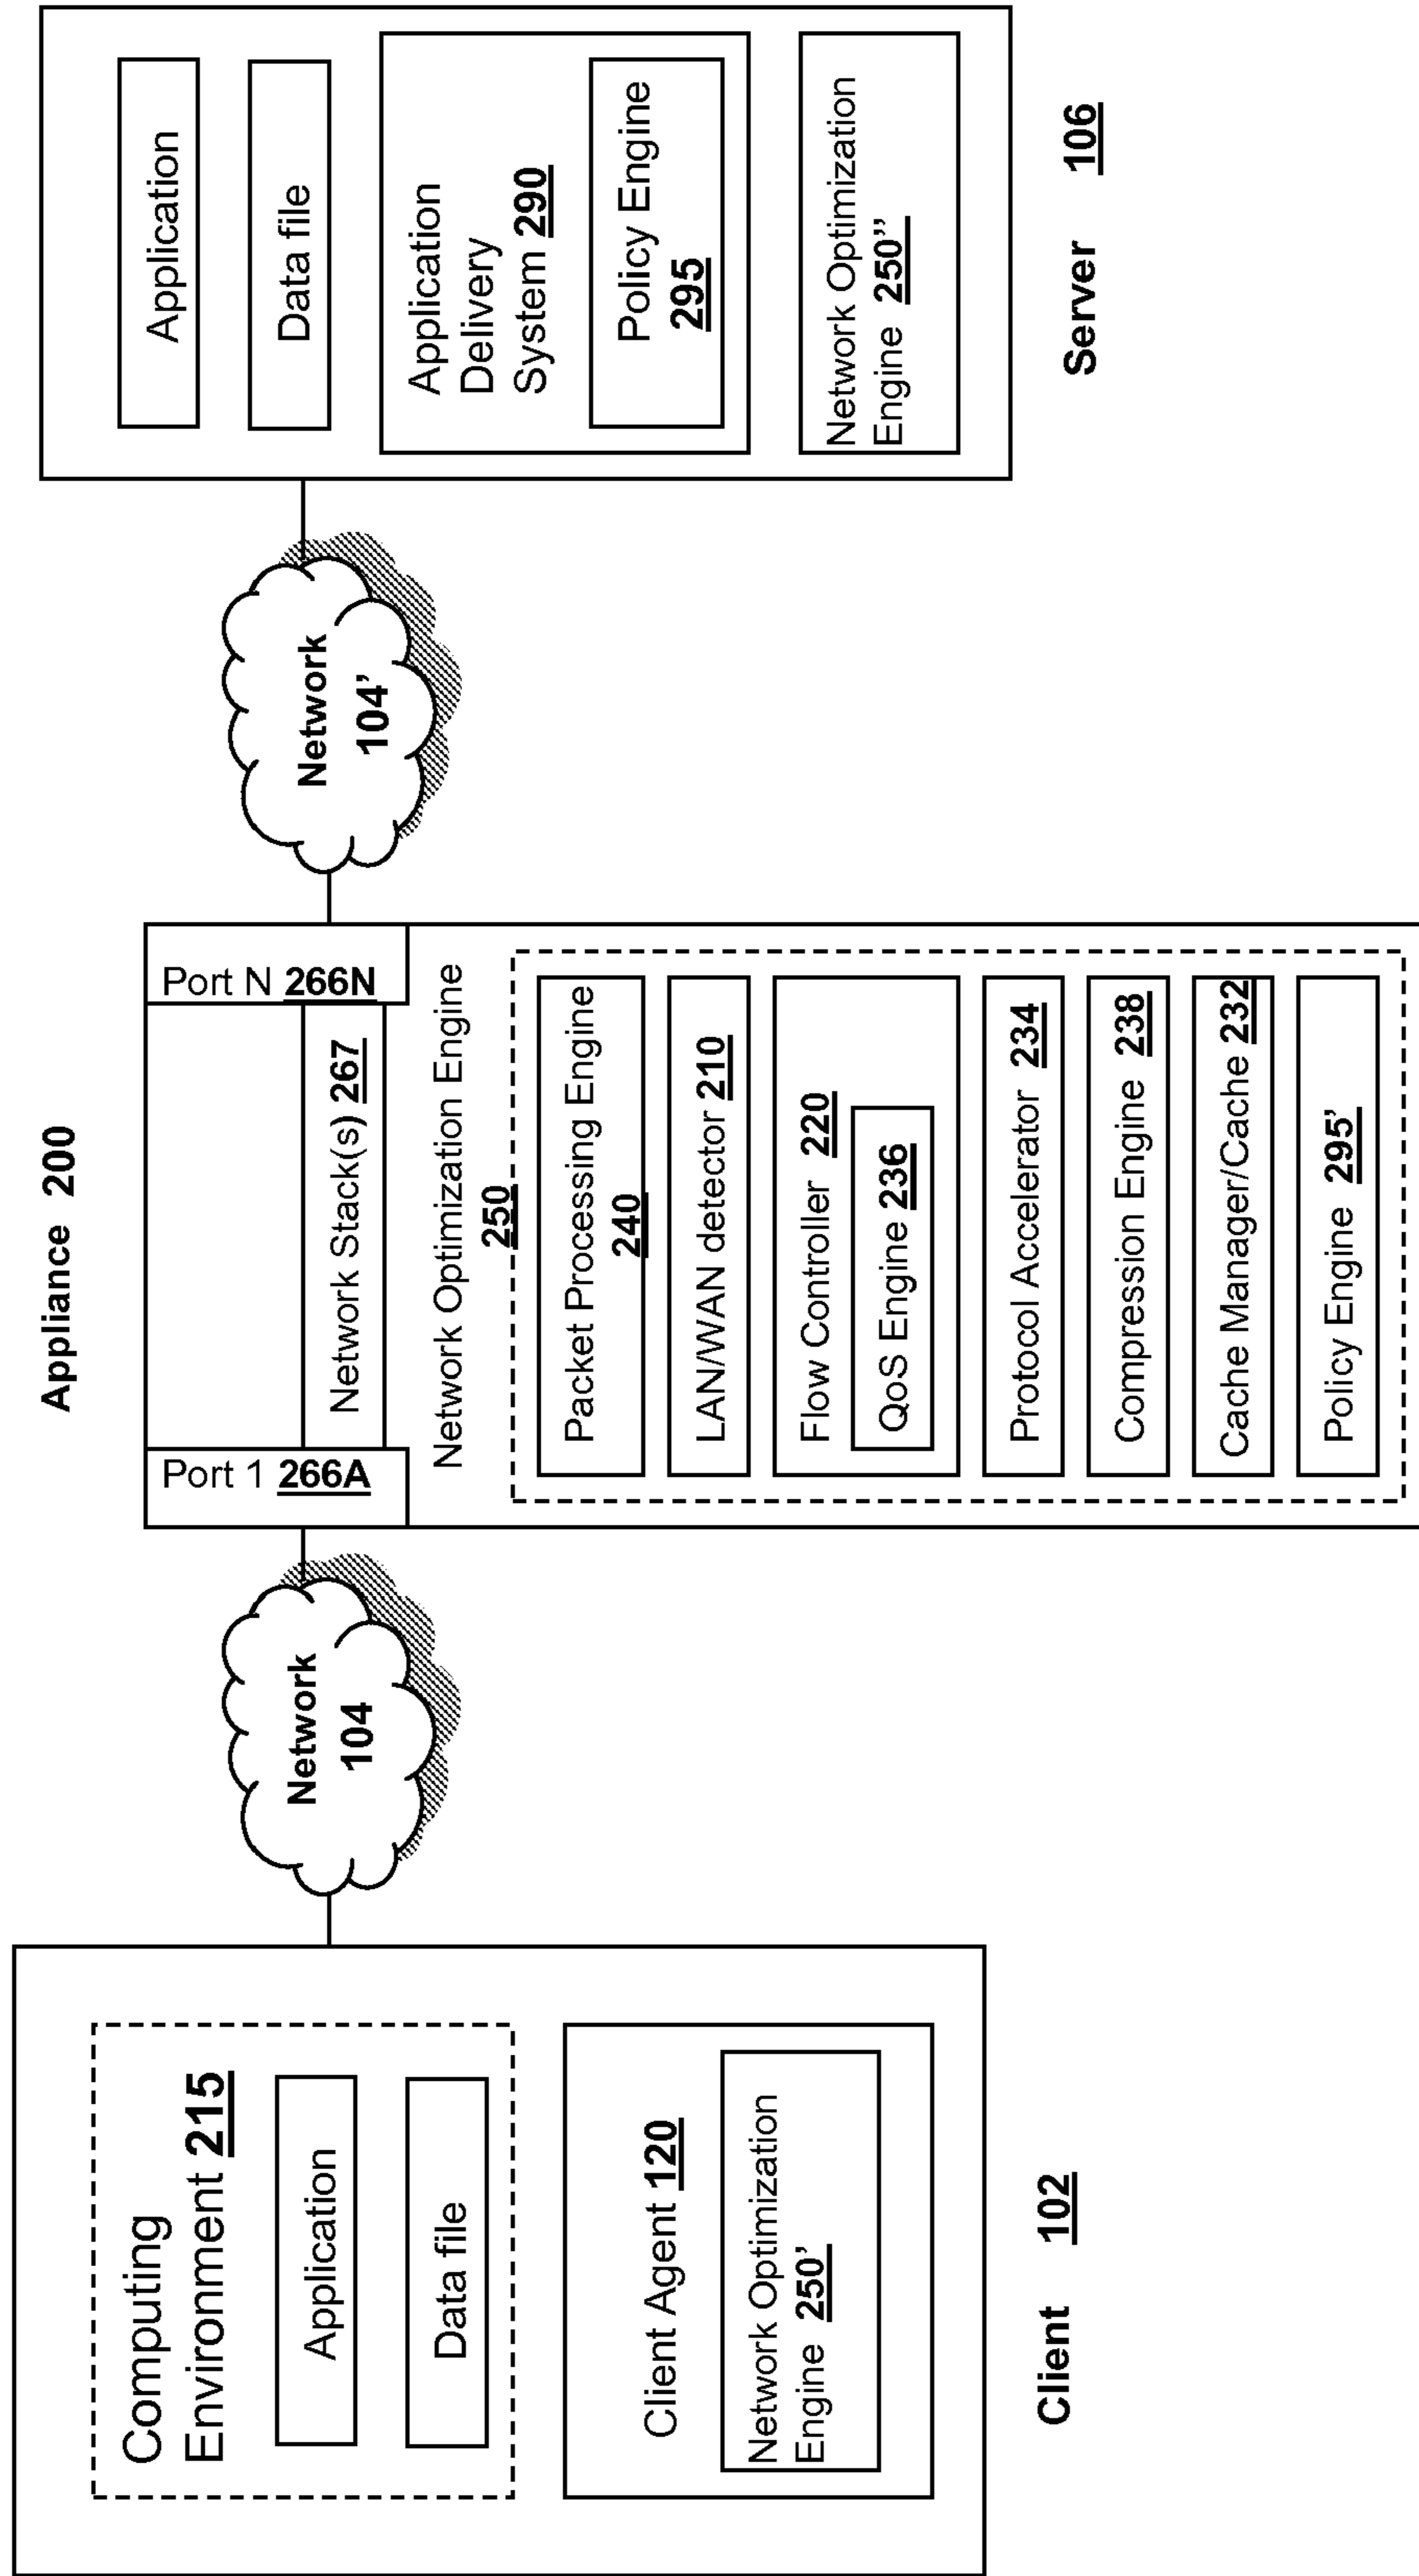 Appliance 200
Computing
Environment 215
Application
Data file
Client Agent 120
Network Optimization
Engine 250’
Client 102
Network
104
Port 1 266A
Port N 266N
Network Stack(s) 267
Network Optimization Engine
250
Packet Processing Engine
240
LAN/WAN detector 210
Flow Controller 220
QoS Engine 236
Protocol Accelerator 234
Compression Engine 238
Cache Manager/Cache 232
Policy Engine 295’
Network
104’
Application
Data file
Application
Delivery
System 290
Policy Engine
295
Network Optimization
Engine 250’’
Server 106